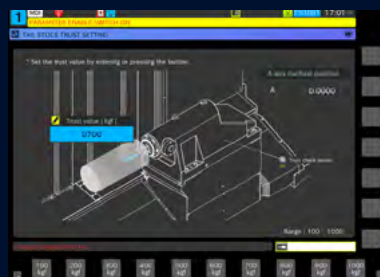 1 MDI 17:01
PARAMETER ENABLE SWITCH ON
TAIL STOCK TRUST SETTING
* Set the trust value by entering or pressing the button.
A-axis machine position
A 0.0000
Trust value [ kgf ]
0700
Trust check sensor
Range : 100 - 1000
100 kgf
200 kgf
300 kgf
400 kgf
500 kgf
600 kgf
700 kgf
800 kgf
900 kgf
1000 kgf